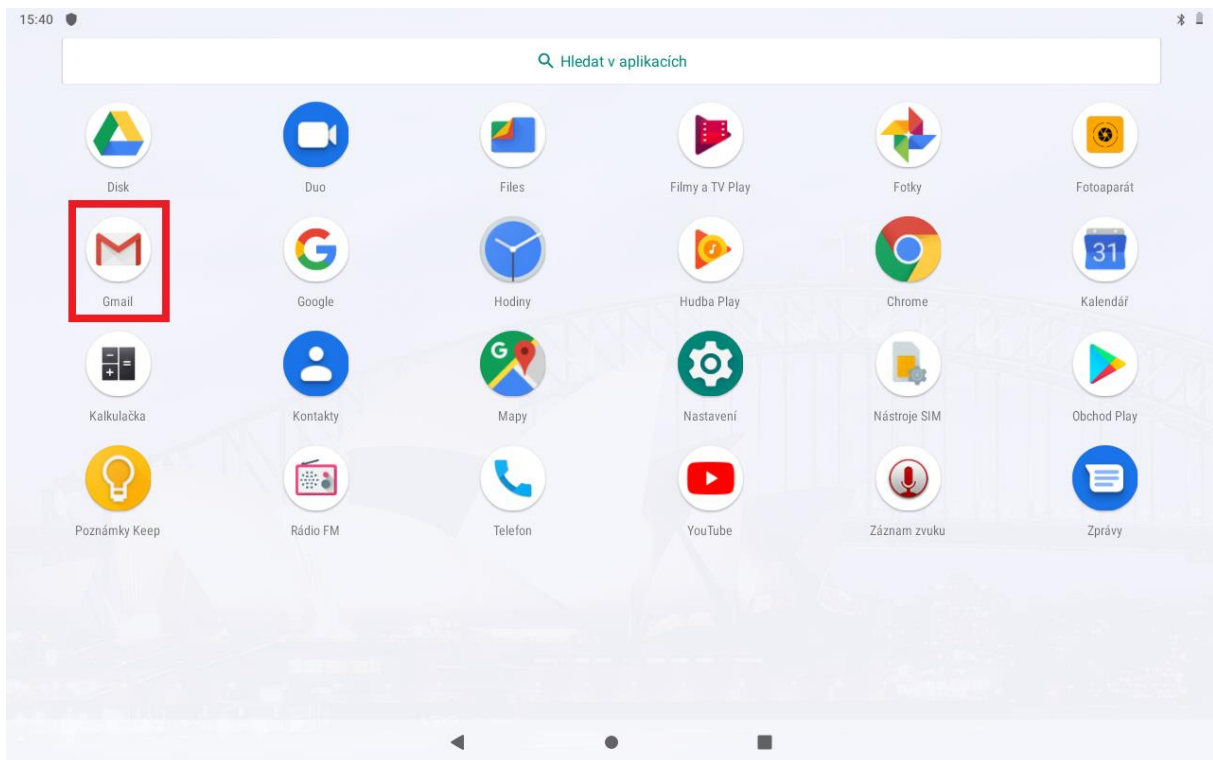 15:40
Hledat v aplikacích
Disk Duo Files Filmy a TV Play Fotky Fotoaparát
Gmail Google Hodiny Hudba Play Chrome Kalendář
31
G
Kalkulačka Kontakty Mapy Nastavení Nástroje SIM Obchod Play
Poznámky Keep Rádio FM Telefon YouTube Záznam zvuku Zprávy